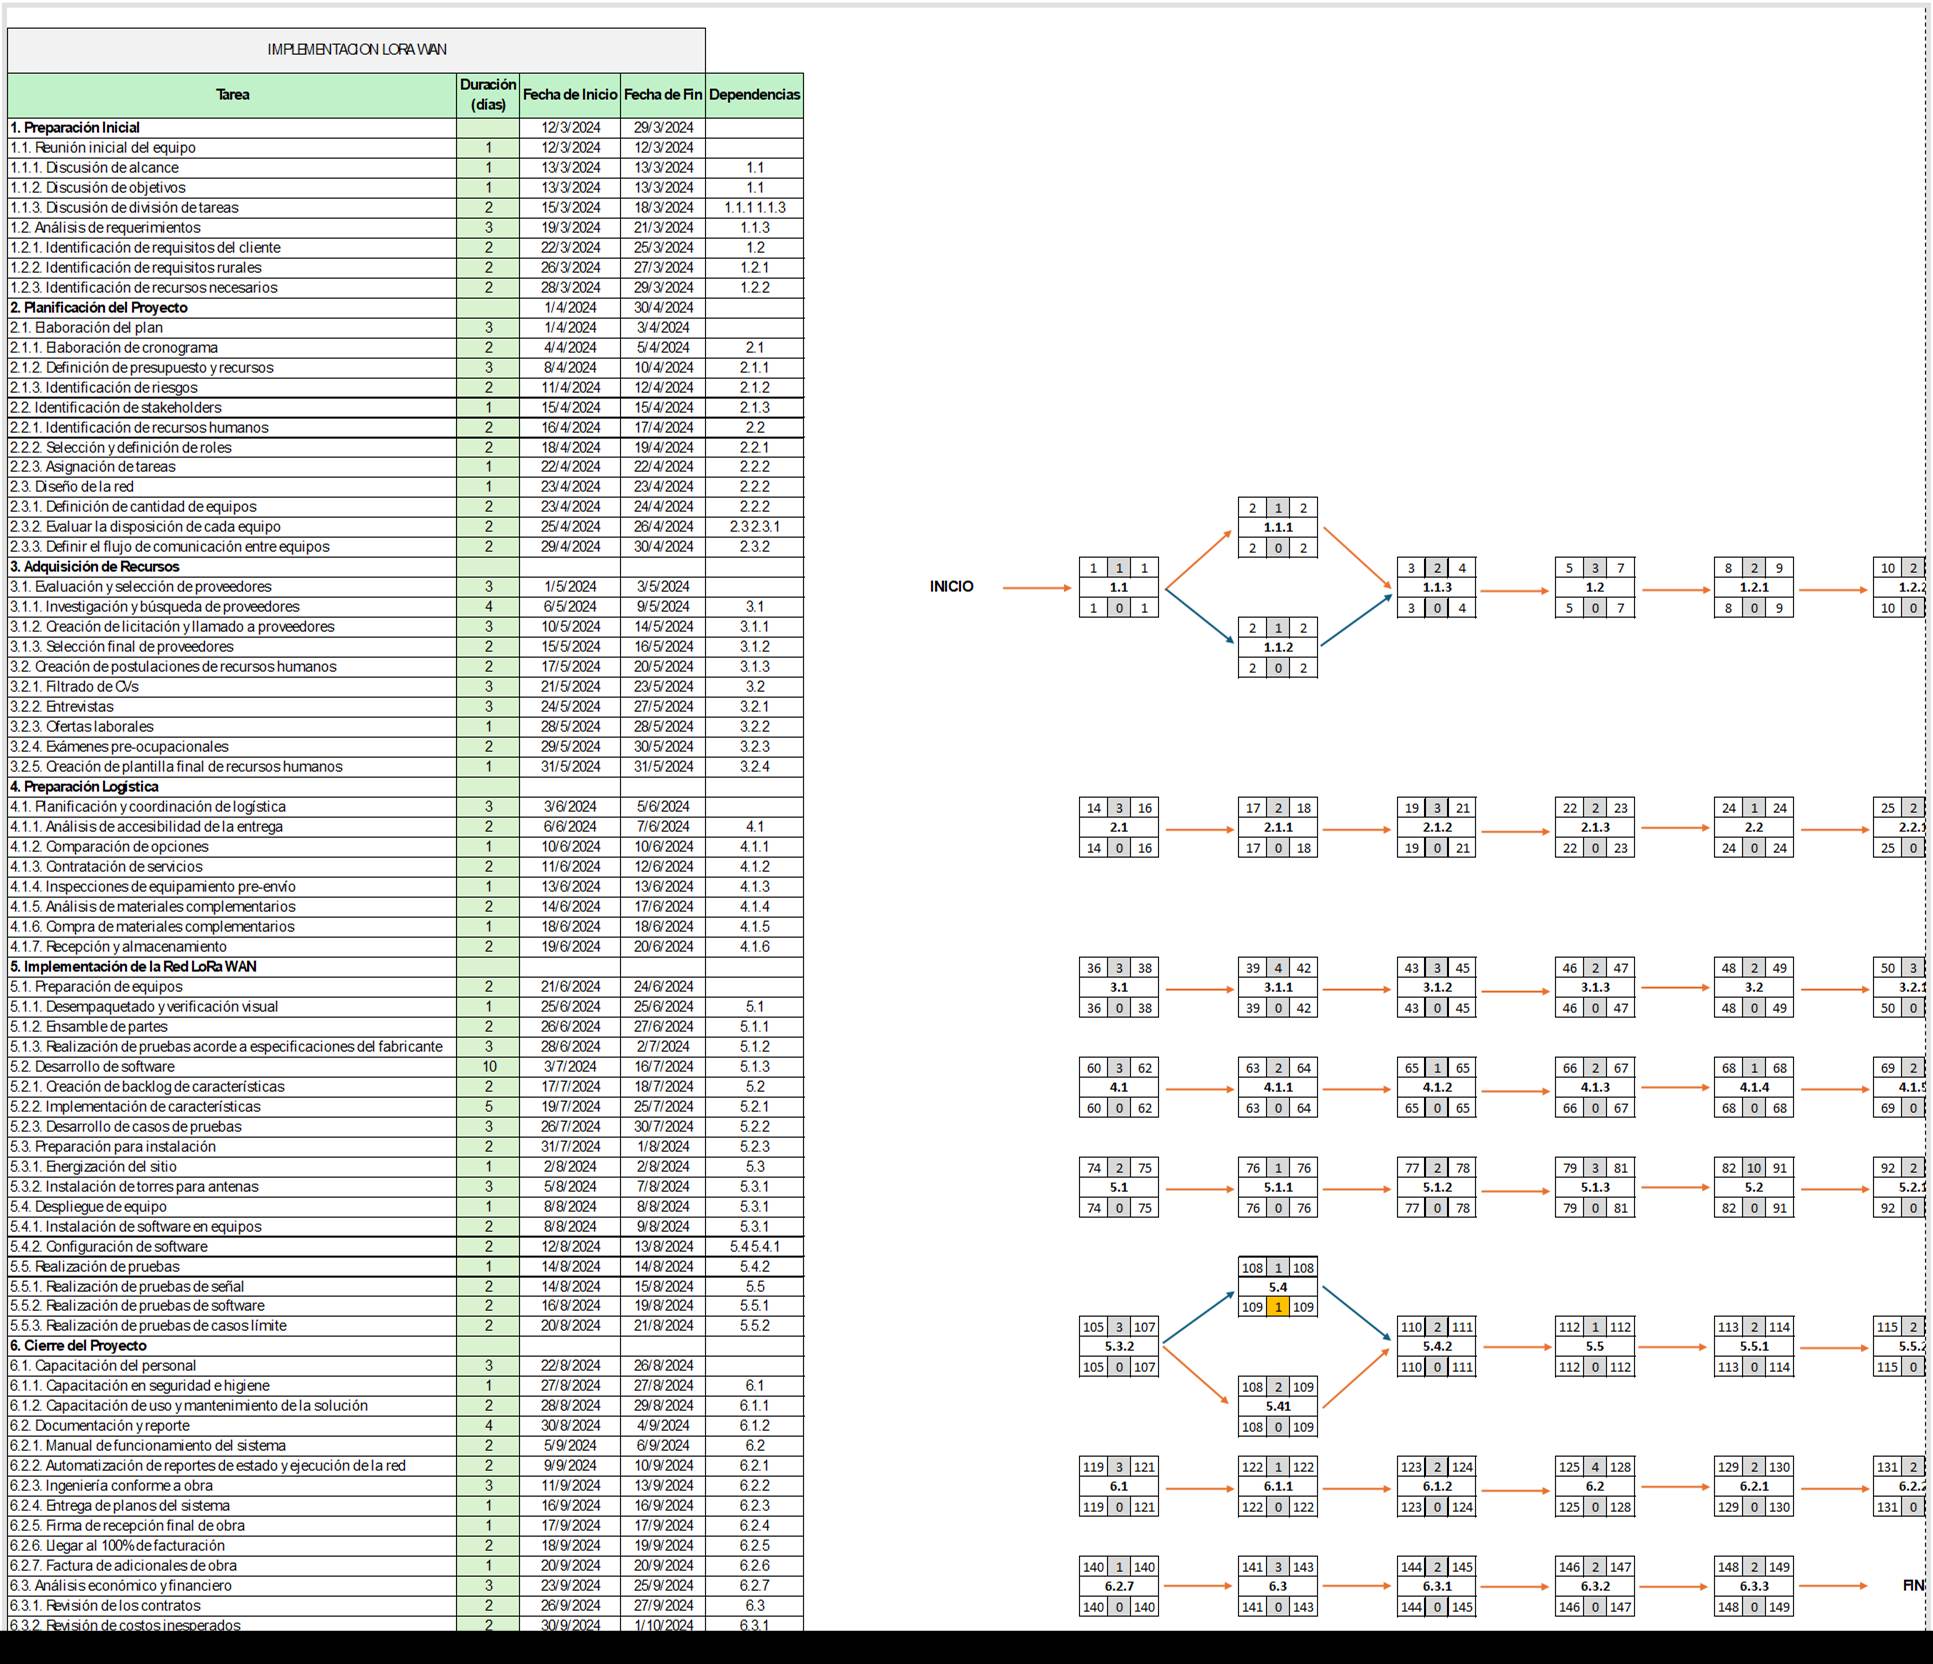 IMPLEMENTACION LORA WAN
Tarea Duración (días) Fecha de Inicio Fecha de Fin Dependencias
1. Preparación Inicial 12/3/2024 29/3/2024
1.1. Reunión inicial del equipo 1 12/3/2024 12/3/2024
1.1.1. Discusión de alcance 1 13/3/2024 13/3/2024 1.1
1.1.2. Discusión de objetivos 1 13/3/2024 13/3/2024 1.1
1.1.3. Discusión de división de tareas 2 15/3/2024 18/3/2024 1.1.1 1.1.3
1.2. Análisis de requerimientos 3 19/3/2024 21/3/2024 1.1.3
1.2.1. Identificación de requisitos del cliente 2 22/3/2024 25/3/2024 1.2
1.2.2. Identificación de requisitos rurales 2 26/3/2024 27/3/2024 1.2.1
1.2.3. Identificación de recursos necesarios 2 28/3/2024 29/3/2024 1.2.2
2. Planificación del Proyecto 1/4/2024 30/4/2024
2.1. Elaboración del plan 3 1/4/2024 3/4/2024
2.1.1. Elaboración de cronograma 2 4/4/2024 5/4/2024 2.1
2.1.2. Definición de presupuesto y recursos 3 8/4/2024 10/4/2024 2.1.1
2.1.3. Identificación de riesgos 2 11/4/2024 12/4/2024 2.1.2
2.2. Identificación de stakeholders 1 15/4/2024 15/4/2024 2.1.3
2.2.1. Identificación de recursos humanos 2 16/4/2024 17/4/2024 2.2
2.2.2. Selección y definición de roles 2 18/4/2024 19/4/2024 2.2.1
2.2.3. Asignación de tareas 1 22/4/2024 22/4/2024 2.2.2
2.3. Diseño de la red 1 23/4/2024 23/4/2024 2.2.2
2.3.1. Definición de cantidad de equipos 2 23/4/2024 24/4/2024 2.2.2
2.3.2. Evaluar la disposición de cada equipo 2 25/4/2024 26/4/2024 2.3 2.3.1
2.3.3. Definir el flujo de comunicación entre equipos 2 29/4/2024 30/4/2024 2.3.2
3. Adquisición de Recursos
3.1. Evaluación y selección de proveedores 3 1/5/2024 3/5/2024
3.1.1. Investigación y búsqueda de proveedores 4 6/5/2024 9/5/2024 3.1
3.1.2. Creación de licitación y llamado a proveedores 3 10/5/2024 14/5/2024 3.1.1
3.1.3. Selección final de proveedores 2 15/5/2024 16/5/2024 3.1.2
3.2. Creación de postulaciones de recursos humanos 2 17/5/2024 20/5/2024 3.1.3
3.2.1. Filtrado de CVs 3 21/5/2024 23/5/2024 3.2
3.2.2. Entrevistas 3 24/5/2024 27/5/2024 3.2.1
3.2.3. Ofertas laborales 1 28/5/2024 28/5/2024 3.2.2
3.2.4. Exámenes pre-ocupacionales 2 29/5/2024 30/5/2024 3.2.3
3.2.5. Creación de plantilla final de recursos humanos 1 31/5/2024 31/5/2024 3.2.4
4. Preparación Logística
4.1. Planificación y coordinación de logística 3 3/6/2024 5/6/2024
4.1.1. Análisis de accesibilidad de la entrega 2 6/6/2024 7/6/2024 4.1
4.1.2. Comparación de opciones 1 10/6/2024 10/6/2024 4.1.1
4.1.3. Contratación de servicios 2 11/6/2024 12/6/2024 4.1.2
4.1.4. Inspecciones de equipamiento pre-envío 1 13/6/2024 13/6/2024 4.1.3
4.1.5. Análisis de materiales complementarios 2 14/6/2024 17/6/2024 4.1.4
4.1.6. Compra de materiales complementarios 1 18/6/2024 18/6/2024 4.1.5
4.1.7. Recepción y almacenamiento 2 19/6/2024 20/6/2024 4.1.6
5. Implementación de la Red LoRa WAN
5.1. Preparación de equipos 2 21/6/2024 24/6/2024
5.1.1. Desempaquetado y verificación visual 1 25/6/2024 25/6/2024 5.1
5.1.2. Ensamble de partes 2 26/6/2024 27/6/2024 5.1.1
5.1.3. Realización de pruebas acorde a especificaciones del fabricante 3 28/6/2024 2/7/2024 5.1.2
5.2. Desarrollo de software 10 3/7/2024 16/7/2024 5.1.3
5.2.1. Creación de backlog de características 2 17/7/2024 18/7/2024 5.2
5.2.2. Implementación de características 5 19/7/2024 25/7/2024 5.2.1
5.2.3. Desarrollo de casos de pruebas 3 26/7/2024 30/7/2024 5.2.2
5.3. Preparación para instalación 2 31/7/2024 1/8/2024 5.2.3
5.3.1. Energización del sitio 1 2/8/2024 2/8/2024 5.3
5.3.2. Instalación de torres para antenas 3 5/8/2024 7/8/2024 5.3.1
5.4. Despliegue de equipo 1 8/8/2024 8/8/2024 5.3.1
5.4.1. Instalación de software en equipos 2 8/8/2024 9/8/2024 5.3.1
5.4.2. Configuración de software 2 12/8/2024 13/8/2024 5.4 5.4.1
5.5. Realización de pruebas 1 14/8/2024 14/8/2024 5.4.2
5.5.1. Realización de pruebas de señal 2 14/8/2024 15/8/2024 5.5
5.5.2. Realización de pruebas de software 2 16/8/2024 19/8/2024 5.5.1
5.5.3. Realización de pruebas de casos límite 2 20/8/2024 21/8/2024 5.5.2
6. Cierre del Proyecto
6.1. Capacitación del personal 3 22/8/2024 26/8/2024
6.1.1. Capacitación en seguridad e higiene 1 27/8/2024 27/8/2024 6.1
6.1.2. Capacitación de uso y mantenimiento de la solución 2 28/8/2024 29/8/2024 6.1.1
6.2. Documentación y reporte 4 30/8/2024 4/9/2024 6.1.2
6.2.1. Manual de funcionamiento del sistema 2 5/9/2024 6/9/2024 6.2
6.2.2. Automatización de reportes de estado y ejecución de la red 2 9/9/2024 10/9/2024 6.2.1
6.2.3. Ingeniería conforme a obra 3 11/9/2024 13/9/2024 6.2.2
6.2.4. Entrega de planos del sistema 1 16/9/2024 16/9/2024 6.2.3
6.2.5. Firma de recepción final de obra 1 17/9/2024 17/9/2024 6.2.4
6.2.6. Llegar al 100% de facturación 2 18/9/2024 19/9/2024 6.2.5
6.2.7. Factura de adicionales de obra 1 20/9/2024 20/9/2024 6.2.6
6.3. Análisis económico y financiero 3 23/9/2024 25/9/2024 6.2.7
6.3.1. Revisión de los contratos 2 26/9/2024 27/9/2024 6.3
6.3.2. Revisión de costos inesperados 2 30/9/2024 1/10/2024 6.3.1
2 1 2
1.1.1
2 0 2
1 1 1 3 2 4 5 3 7 8 2 9 10 2
INICIO 1.1 1.1.3 1.2 1.2.1 1.2.2
1 0 1 3 0 4 5 0 7 8 0 9 10 0
2 1 2
1.1.2
2 0 2
14 3 16 17 2 18 19 3 21 22 2 23 24 1 24 25 2
2.1 2.1.1 2.1.2 2.1.3 2.2 2.2.1
14 0 16 17 0 18 19 0 21 22 0 23 24 0 24 25 0
36 3 38 39 4 42 43 3 45 46 2 47 48 2 49 50 3
3.1 3.1.1 3.1.2 3.1.3 3.2 3.2.1
36 0 38 39 0 42 43 0 45 46 0 47 48 0 49 50 0
60 3 62 63 2 64 65 1 65 66 2 67 68 1 68 69 2
4.1 4.1.1 4.1.2 4.1.3 4.1.4 4.1.5
60 0 62 63 0 64 65 0 65 66 0 67 68 0 68 69 0
74 2 75 76 1 76 77 2 78 79 3 81 82 10 91 92 2
5.1 5.1.1 5.1.2 5.1.3 5.2 5.2.1
74 0 75 76 0 76 77 0 78 79 0 81 82 0 91 92 0
108 1 108
5.4
109 1 109
105 3 107 110 2 111 112 1 112 113 2 114 115 2
5.3.2 5.4.2 5.5 5.5.1 5.5.2
105 0 107 110 0 111 112 0 112 113 0 114 115 0
108 2 109
5.41
108 0 109
119 3 121 122 1 122 123 2 124 125 4 128 129 2 130 131 2
6.1 6.1.1 6.1.2 6.2 6.2.1 6.2.2
119 0 121 122 0 122 123 0 124 125 0 128 129 0 130 131 0
140 1 140 141 3 143 144 2 145 146 2 147 148 2 149
6.2.7 6.3 6.3.1 6.3.2 6.3.3 FIN
140 0 140 141 0 143 144 0 145 146 0 147 148 0 149